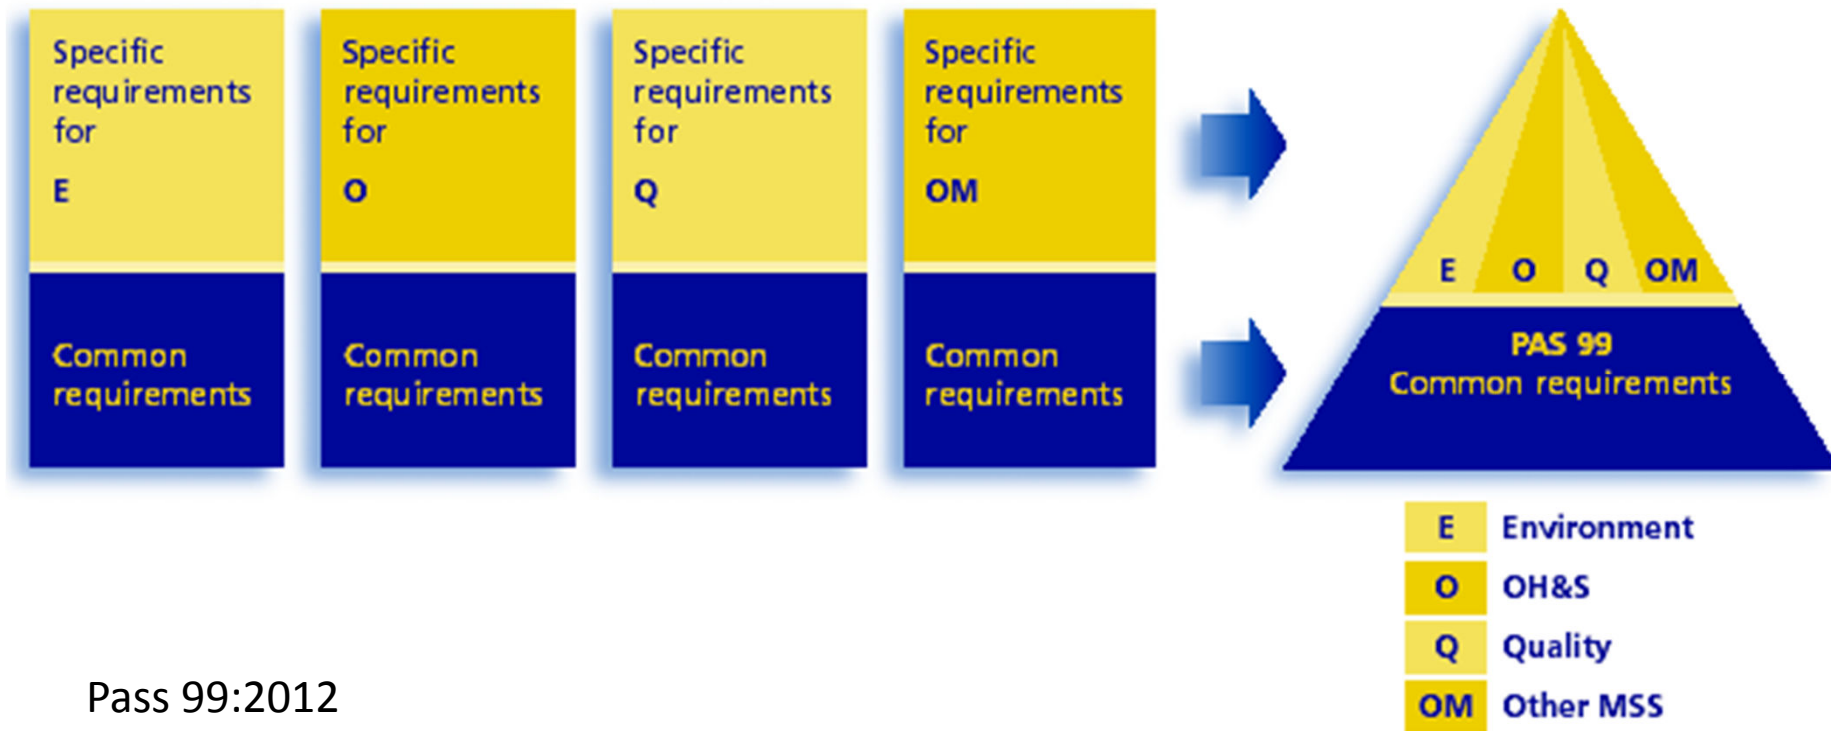 Specific
requirements
for
E
Common
requirements
Specific
requirements
for
O
Common
requirements
Specific
requirements
for
Q
Common
requirements
Specific
requirements
for
OM
Common
requirements
E O Q OM
PAS 99
Common requirements
E Environment
O OH&S
Q Quality
OM Other MSS
Pass 99:2012